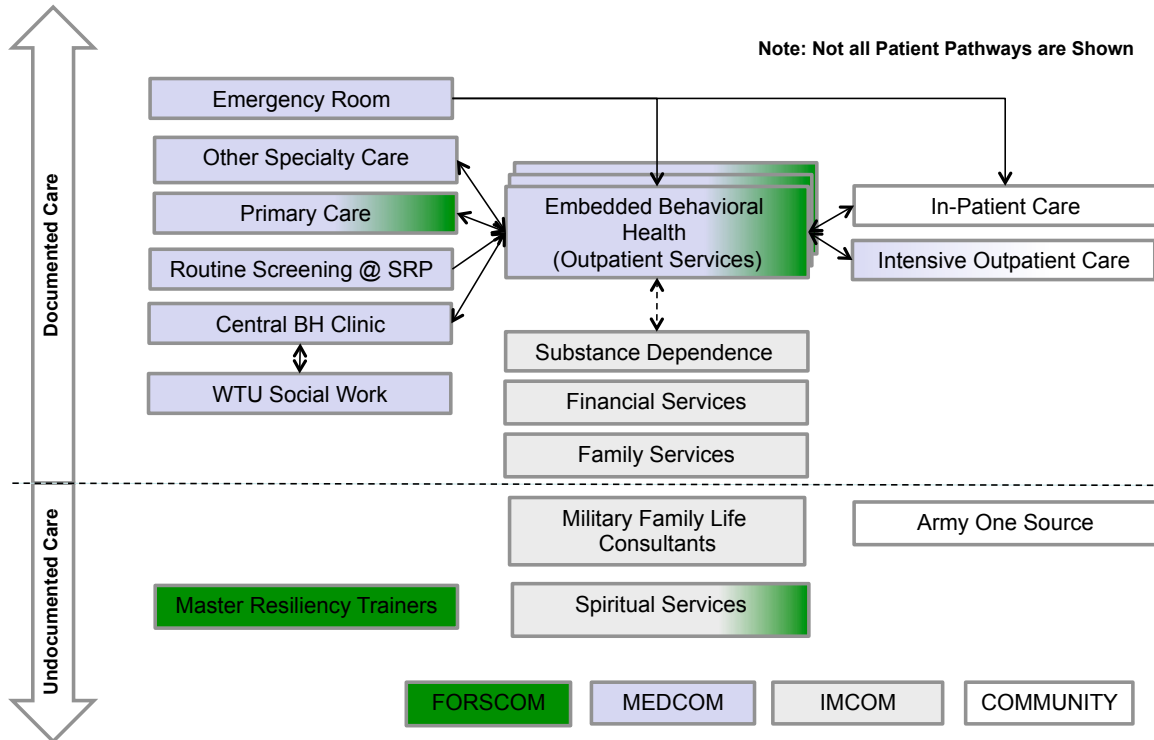 Note: Not all Patient Pathways are Shown
Documented Care
Emergency Room
Other Specialty Care
Primary Care
Routine Screening @ SRP
Central BH Clinic
WTU Social Work
Embedded Behavioral
Health
(Outpatient Services)
In-Patient Care
Intensive Outpatient Care
Substance Dependence
Financial Services
Family Services
Undocumented Care
Military Family Life
Consultants
Army One Source
Master Resiliency Trainers
Spiritual Services
FORSCOM
MEDCOM
IMCOM
COMMUNITY